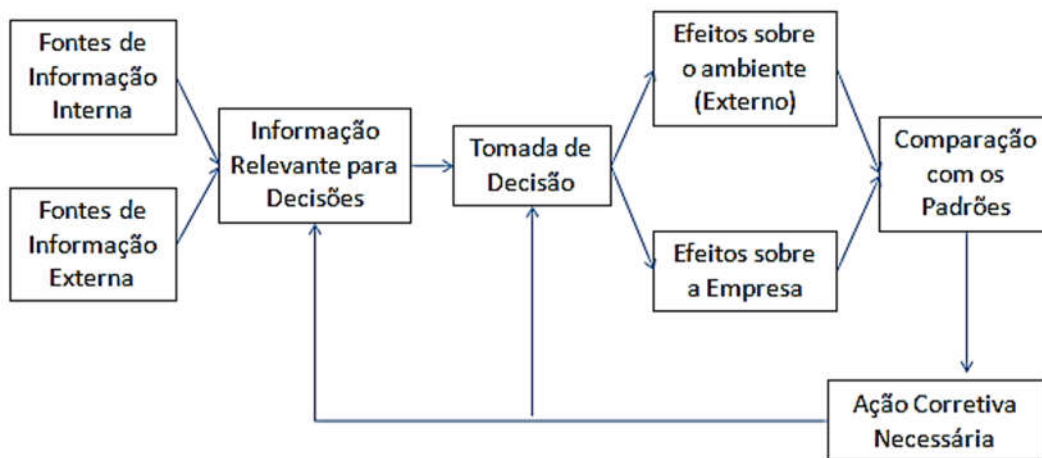 Fontes de
Informação
Interna
Fontes de
Informação
Externa
Informação
Relevante para
Decisões
Tomada de
Decisão
Efeitos sobre
o ambiente
(Externo)
Efeitos sobre
a Empresa
Comparação
com os
Padrões
Ação Corretiva
Necessária